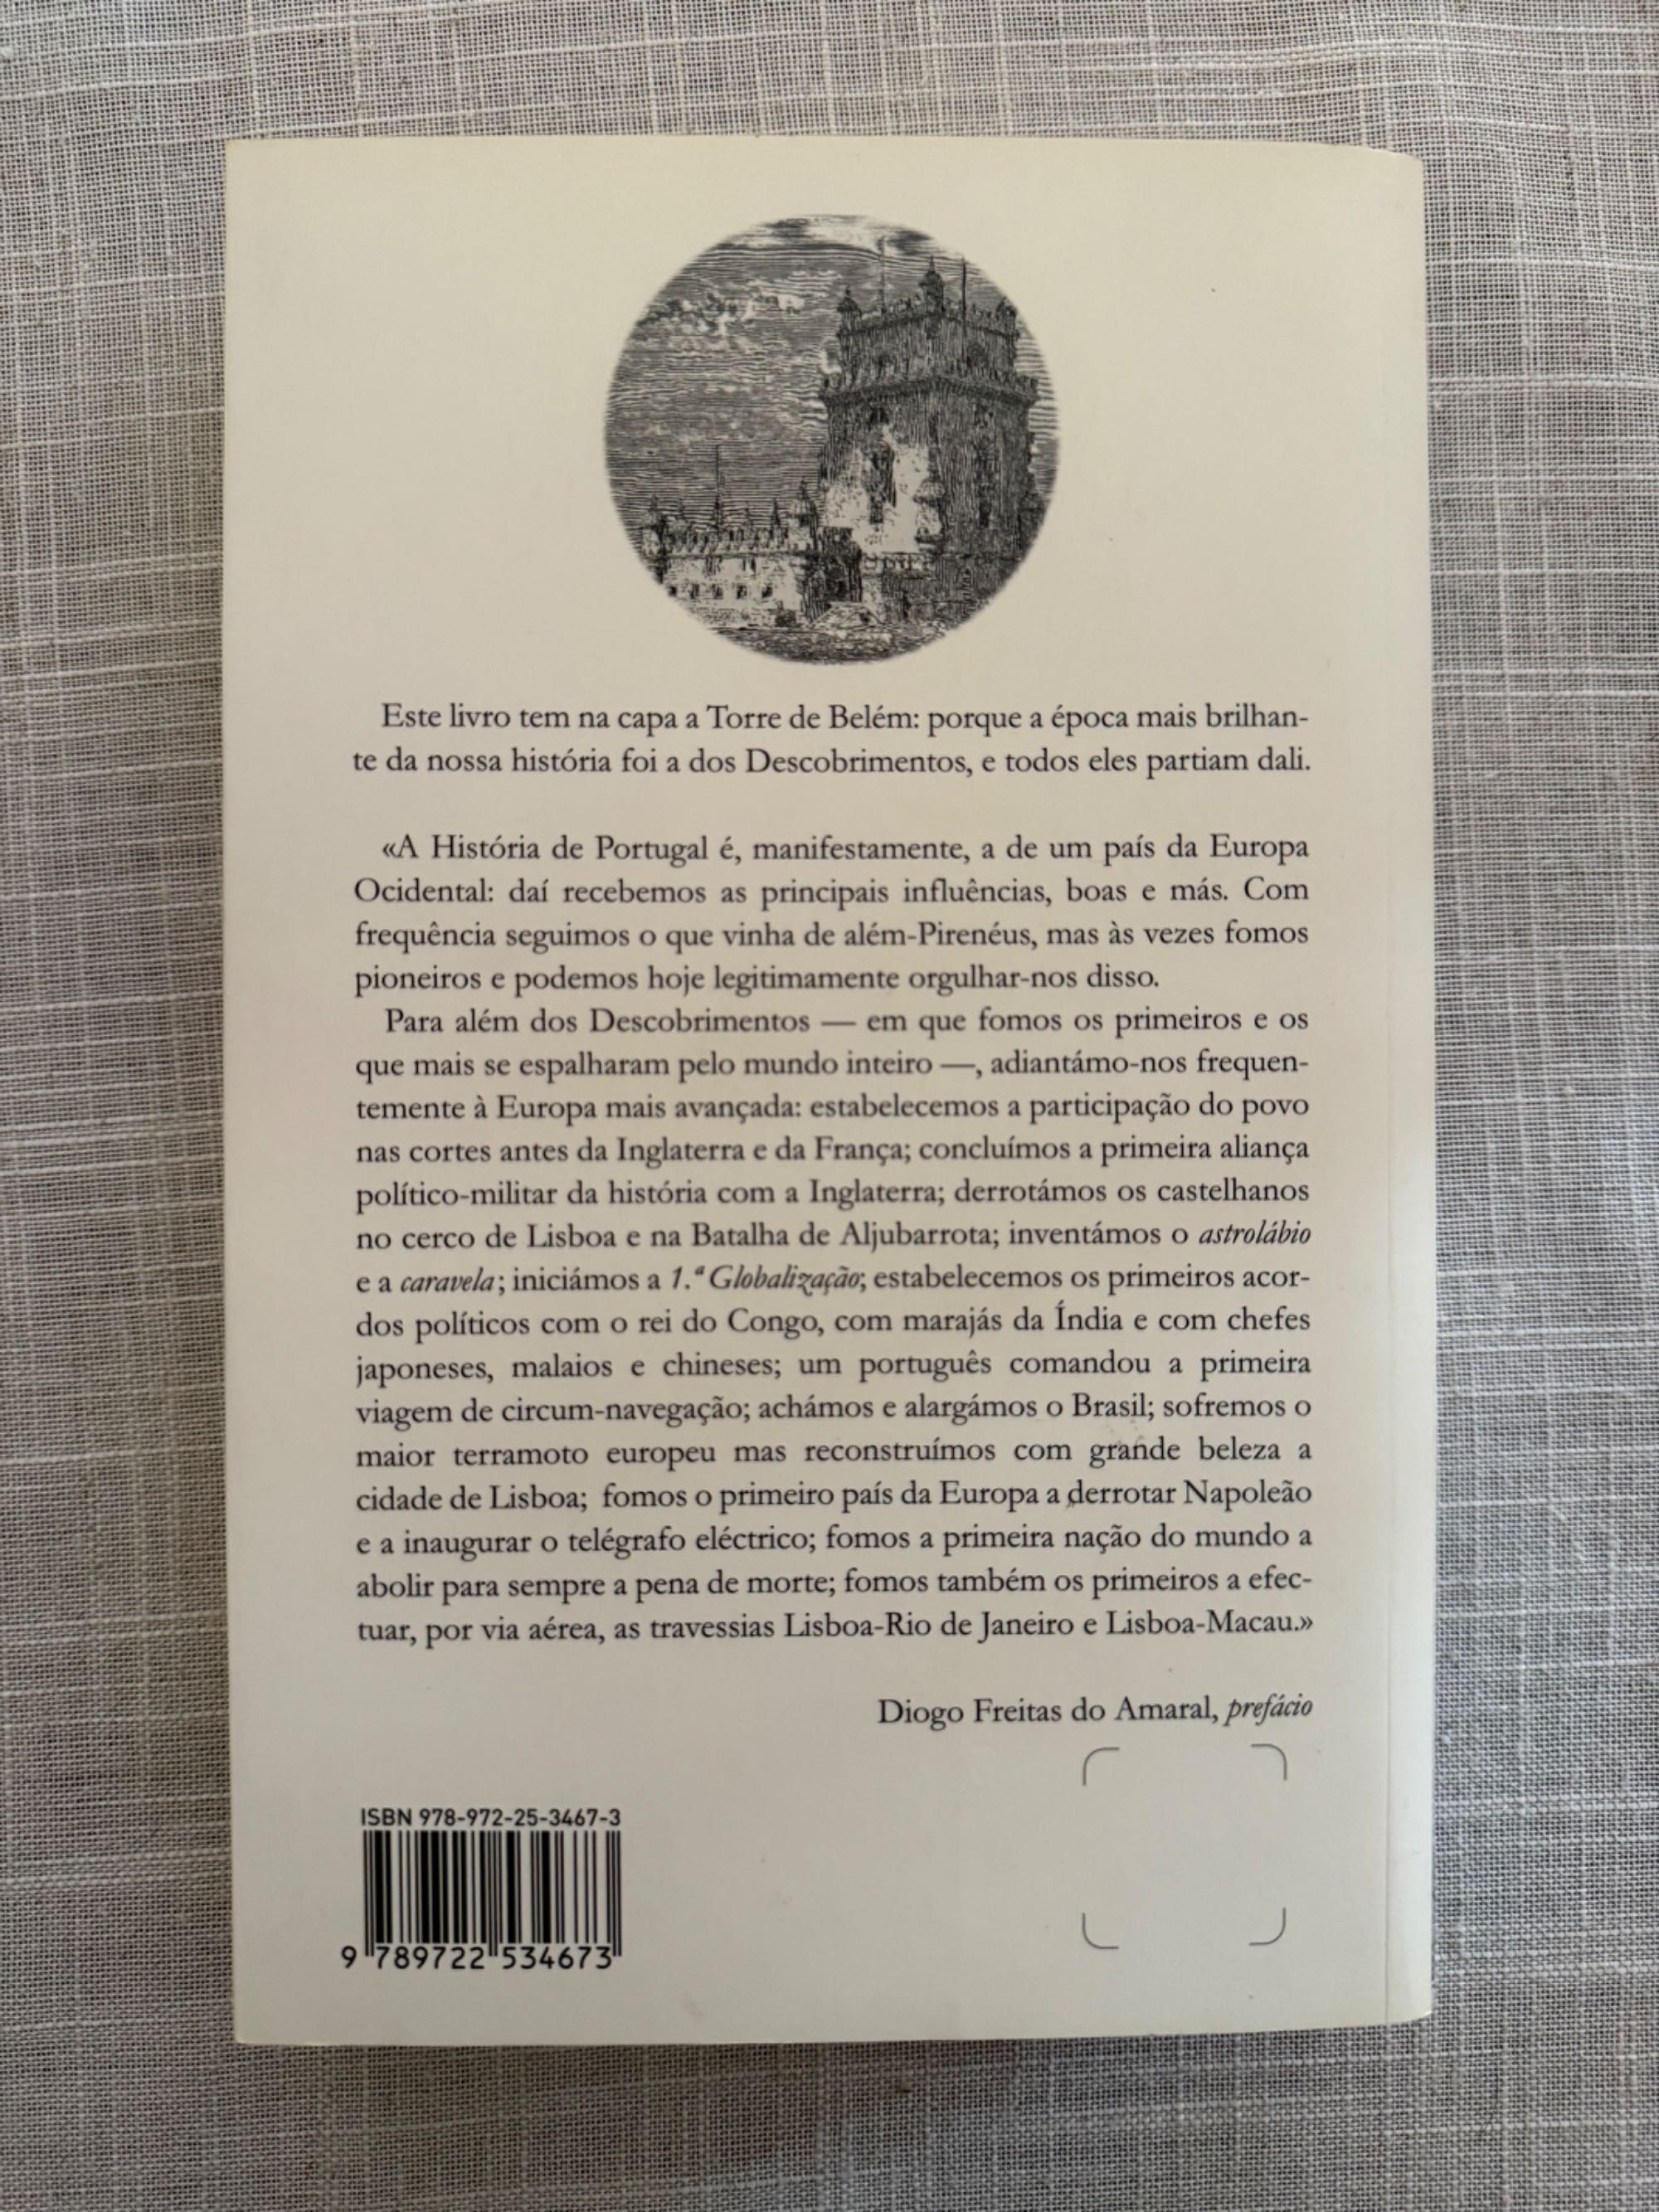 Este livro tem na capa a Torre de Belém: porque a época mais brilhan-
te da nossa história foi a dos Descobrimentos, e todos eles partiam dali.
«A História de Portugal é, manifestamente, a de um país da Europa
Ocidental: daí recebemos as principais influências, boas e más. Com
frequência seguimos o que vinha de além-Pirenéus, mas às vezes fomos
pioneiros e podemos hoje legitimamente orgulhar-nos disso.
Para além dos Descobrimentos — em que fomos os primeiros e os
que mais se espalharam pelo mundo inteiro —, adiantámo-nos frequen-
temente à Europa mais avançada: estabelecemos a participação do povo
nas cortes antes da Inglaterra e da França; concluímos a primeira aliança
político-militar da história com a Inglaterra; derrotámos os castelhanos
no cerco de Lisboa e na Batalha de Aljubarrota; inventámos o astrolábio
e a caravela; iniciámos a 1.ª Globalização; estabelecemos os primeiros acor-
dos políticos com o rei do Congo, com marajás da Índia e com chefes
japoneses, malaios e chineses; um português comandou a primeira
viagem de circum-navegação; achámos e alargámos o Brasil; sofremos o
maior terramoto europeu mas reconstruímos com grande beleza a
cidade de Lisboa; fomos o primeiro país da Europa a derrotar Napoleão
e a inaugurar o telégrafo eléctrico; fomos a primeira nação do mundo a
abolir para sempre a pena de morte; fomos também os primeiros a efec-
tuar, por via aérea, as travessias Lisboa-Rio de Janeiro e Lisboa-Macau.»
Diogo Freitas do Amaral, prefácio
ISBN 978-972-25-3467-3
9 789722 534673